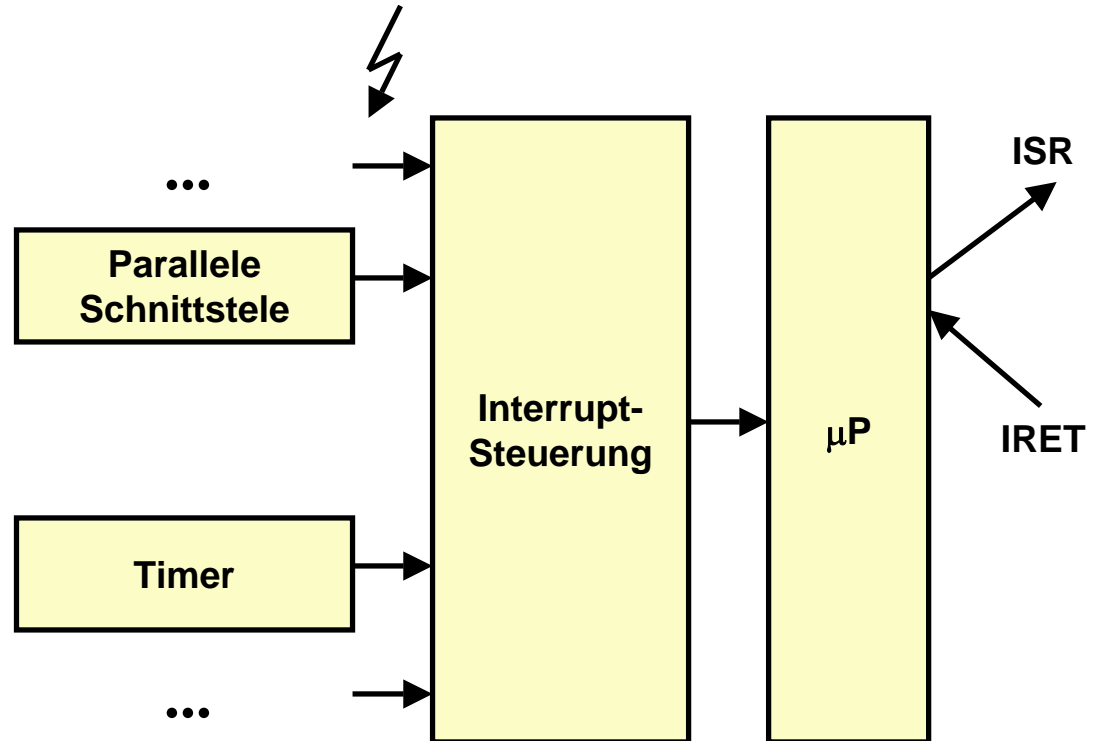 ...
Parallele
Schnittstele
Timer
...
Interrupt-
Steuerung
µP
ISR
IRET